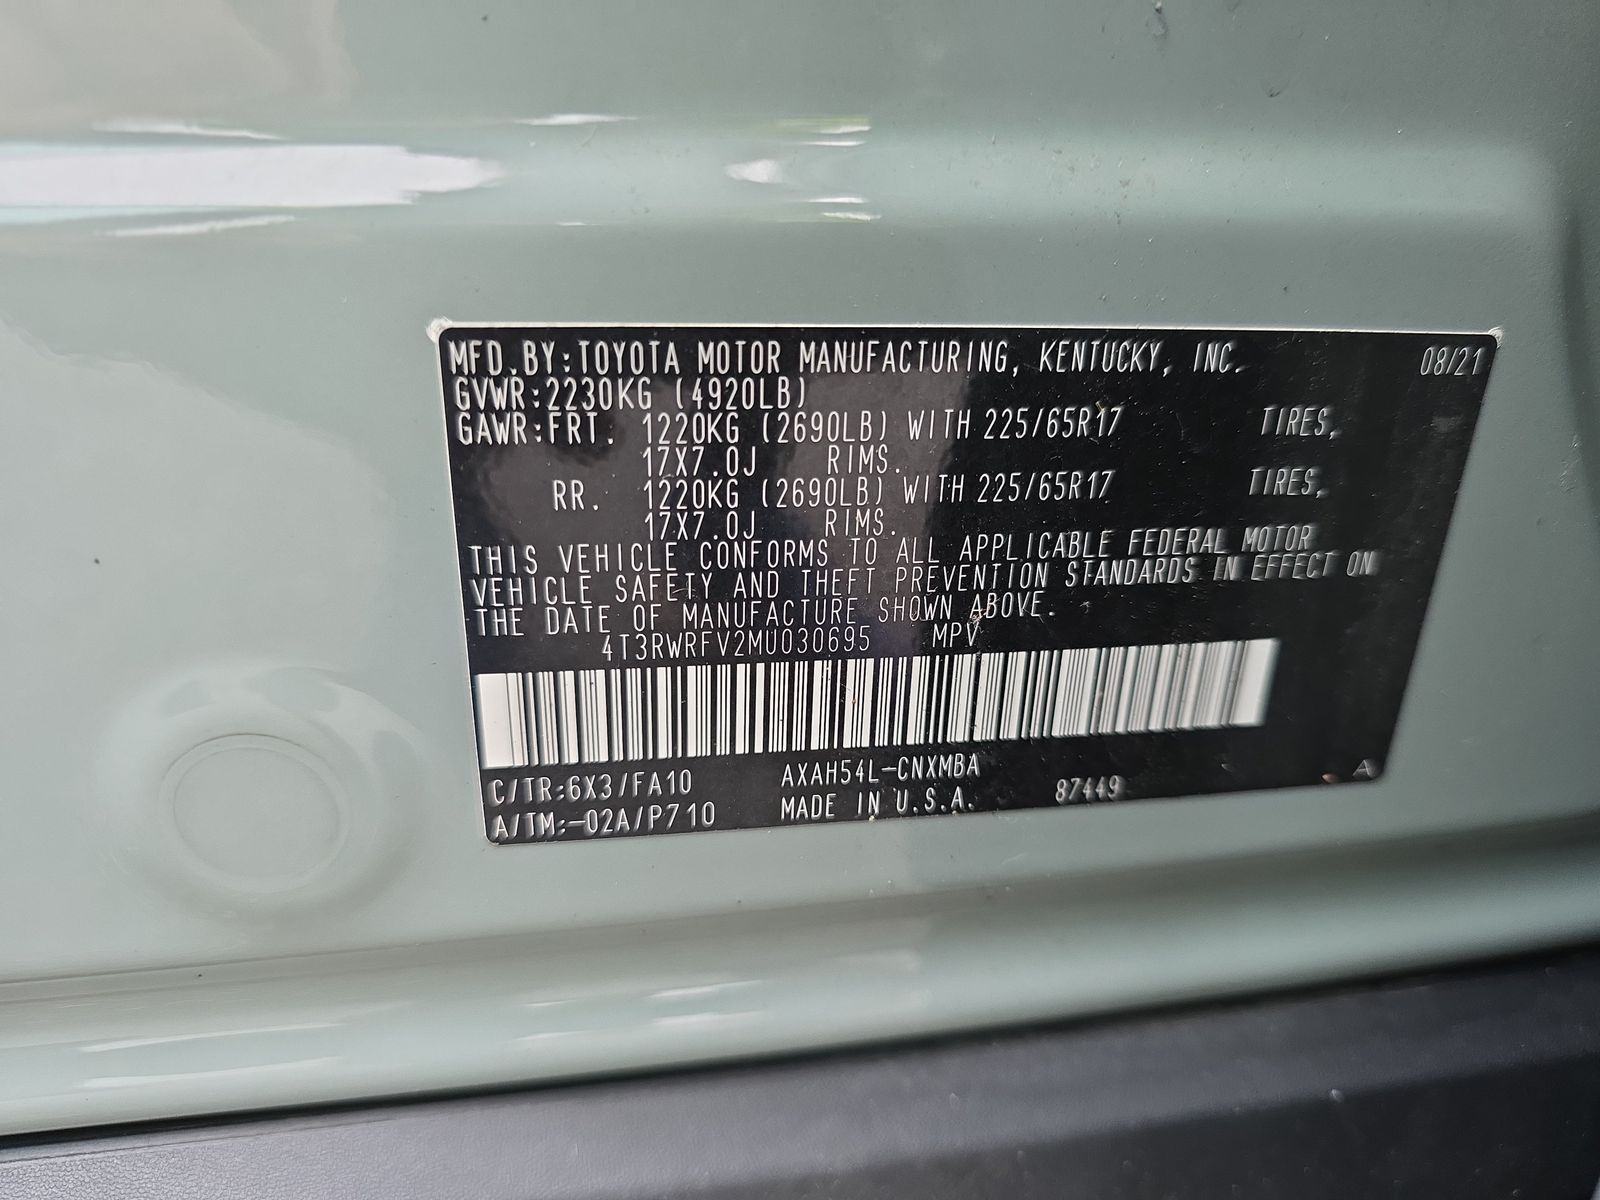 MFD.BY:TOYOTA MOTOR MANUFACTURING, KENTUCKY, INC. 08/21
GVWR:2230KG (4920LB)
GAWR:FRT. 1220KG (2690LB) WITH 225/65R17 TIRES,
17X7.0J RIMS.
RR. 1220KG (2690LB) WITH 225/65R17 TIRES,
17X7.0J RIMS.
THIS VEHICLE CONFORMS TO ALL APPLICABLE FEDERAL MOTOR
VEHICLE SAFETY AND THEFT PREVENTION STANDARDS IN EFFECT ON
THE DATE OF MANUFACTURE SHOWN ABOVE.
4T3RWRFV2MU030695 MPV
C/TR:6X3/FA10 AXAH54L-CNXMBA
A/TM:-02A/P710 MADE IN U.S.A. 87449 A